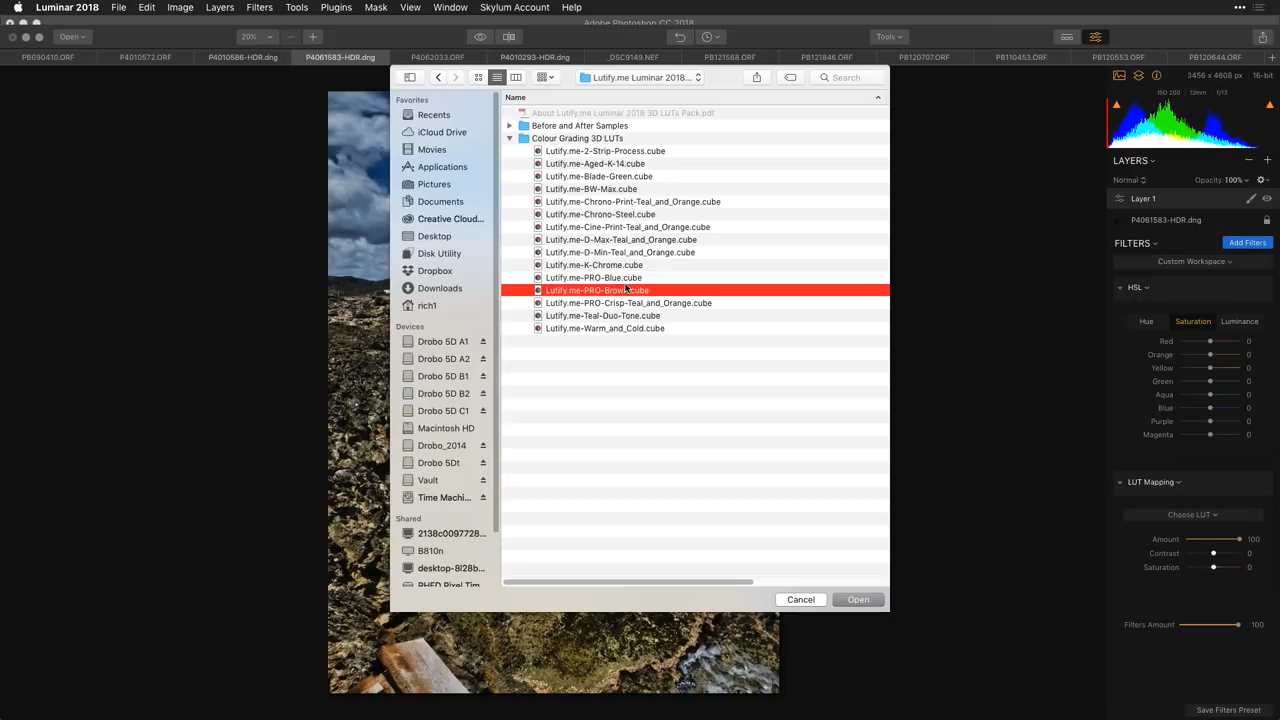 Luminar 2018 File Edit Image Layers Filters Tools Plugins Mask View Window Skylum Account Help
Adobe Photoshop CC 2018
Open 20% Tools
PB090410.ORF P4010572.ORF P4010586-HDR.dng P4061583-HDR.dng P4062033.ORF P4010293-HDR.dng _DSC9149.NEF PB121568.ORF PB121846.ORF PB120707.ORF PB110453.ORF PB120553.ORF PB120644.ORF
Lutify.me Luminar 2018... Search
3456 x 4608 px 16-bit
ISO 200 12mm f/13
Favorites
Recents
iCloud Drive
Movies
Applications
Pictures
Documents
Creative Cloud...
Desktop
Disk Utility
Dropbox
Downloads
rich1
Devices
Drobo 5D A1
Drobo 5D A2
Drobo 5D B1
Drobo 5D B2
Drobo 5D C1
Macintosh HD
Drobo_2014
Drobo 5Dt
Vault
Time Machi...
Shared
2138c0097728...
B810n
desktop-8l28b...
RHED Pixel Tim
Name
About Lutify.me Luminar 2018 3D LUTs Pack.pdf
Before and After Samples
Colour Grading 3D LUTs
Lutify.me-2-Strip-Process.cube
Lutify.me-Aged-K-14.cube
Lutify.me-Blade-Green.cube
Lutify.me-BW-Max.cube
Lutify.me-Chrono-Print-Teal_and_Orange.cube
Lutify.me-Chrono-Steel.cube
Lutify.me-Cine-Print-Teal_and_Orange.cube
Lutify.me-D-Max-Teal_and_Orange.cube
Lutify.me-D-Min-Teal_and_Orange.cube
Lutify.me-K-Chrome.cube
Lutify.me-PRO-Blue.cube
Lutify.me-PRO-Brown.cube
Lutify.me-PRO-Crisp-Teal_and_Orange.cube
Lutify.me-Teal-Duo-Tone.cube
Lutify.me-Warm_and_Cold.cube
Cancel Open
LAYERS
Normal Opacity: 100%
Layer 1
P4061583-HDR.dng
FILTERS Add Filters
Custom Workspace
HSL
Hue Saturation Luminance
Red 0
Orange 0
Yellow 0
Green 0
Aqua 0
Blue 0
Purple 0
Magenta 0
LUT Mapping
Choose LUT
Amount 100
Contrast 0
Saturation 0
Filters Amount 100
Save Filters Preset